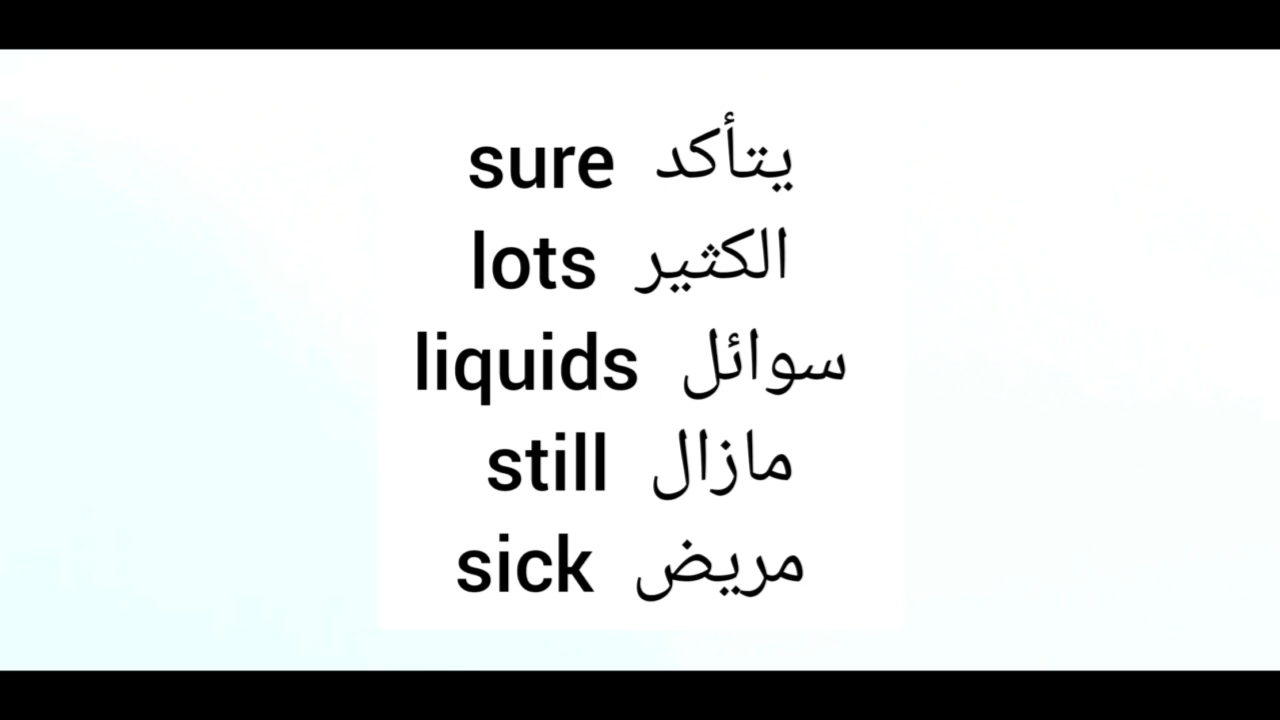 sure يتأكد
lots الكثير
liquids سوائل
still مازال
sick مريض